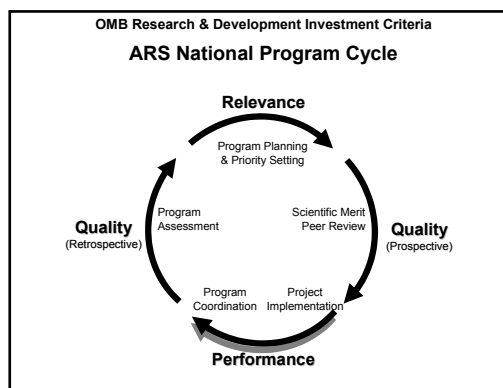 OMB Research & Development Investment Criteria
ARS National Program Cycle
Relevance
Program Planning
& Priority Setting
Quality
(Retrospective)
Program
Assessment
Scientific Merit
Peer Review
Quality
(Prospective)
Program
Coordination
Project
Implementation
Performance